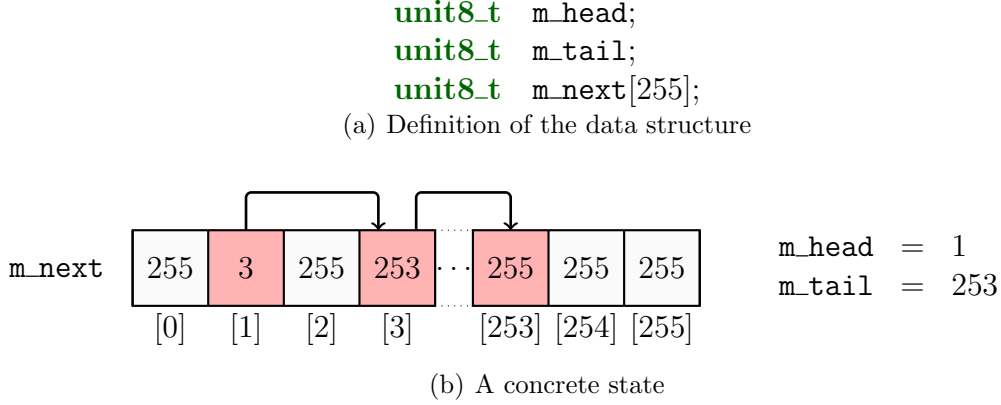 unit8_t m_head;
unit8_t m_tail;
unit8_t m_next[255];
(a) Definition of the data structure
m_next 255 3 255 253 ··· 255 255 255
[0] [1] [2] [3] [253] [254] [255]
m_head = 1
m_tail = 253
(b) A concrete state